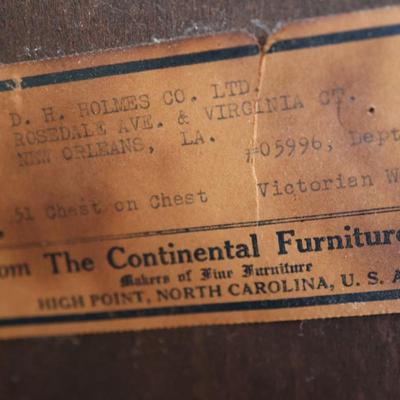 D. H. HOLMES CO. LTD.
ROSEDALE AVE. & VIRGINIA CT.
NEW ORLEANS, LA.
#05996, Dept
51 Chest on Chest Victorian W
om The Continental Furniture
Makers of Fine Furniture
HIGH POINT, NORTH CAROLINA, U. S. A